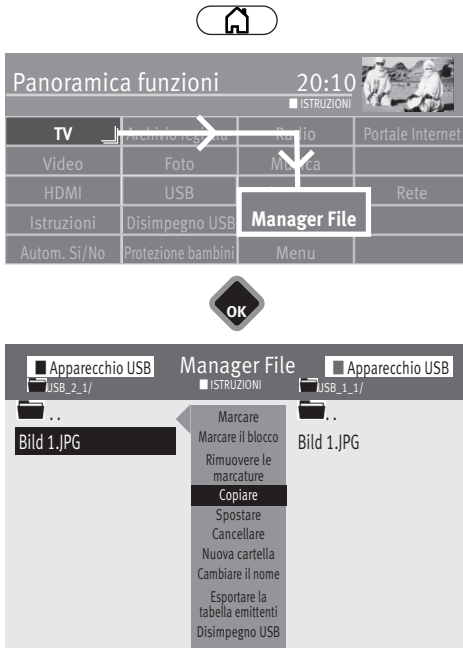 Panoramica funzioni 20:10
ISTRUZIONI
TV Archivio registra Radio Portale Internet
Video Foto Musica
HDMI USB Rete
Istruzioni Disimpegno USB Manager File
Autom. Si/No Protezione bambini Menu
OK
Apparecchio USB Manager File Apparecchio USB
USB_2_1/ ISTRUZIONI USB_1_1/
.. Marcare ..
Bild 1.JPG Marcare il blocco Bild 1.JPG
Rimuovere le
marcature
Copiare
Spostare
Cancellare
Nuova cartella
Cambiare il nome
Esportare la
tabella emittenti
Disimpegno USB